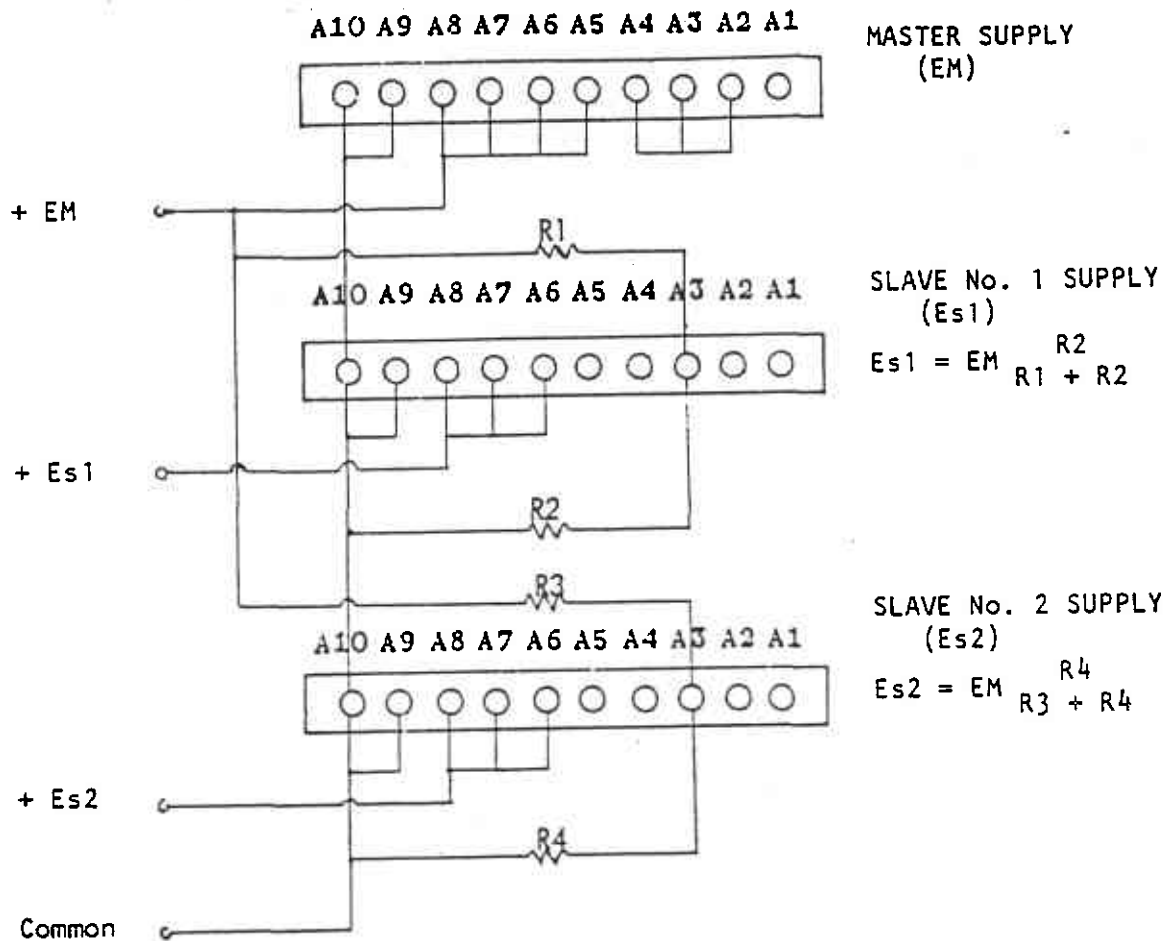 A10 A9 A8 A7 A6 A5 A4 A3 A2 A1
MASTER SUPPLY
(EM)
+ EM
R1
A10 A9 A8 A7 A6 A5 A4 A3 A2 A1
SLAVE No. 1 SUPPLY
(Es1)
Es1 = EM R2
R1 + R2
+ Es1
R2
R3
A10 A9 A8 A7 A6 A5 A4 A3 A2 A1
SLAVE No. 2 SUPPLY
(Es2)
Es2 = EM R4
R3 + R4
+ Es2
R4
Common